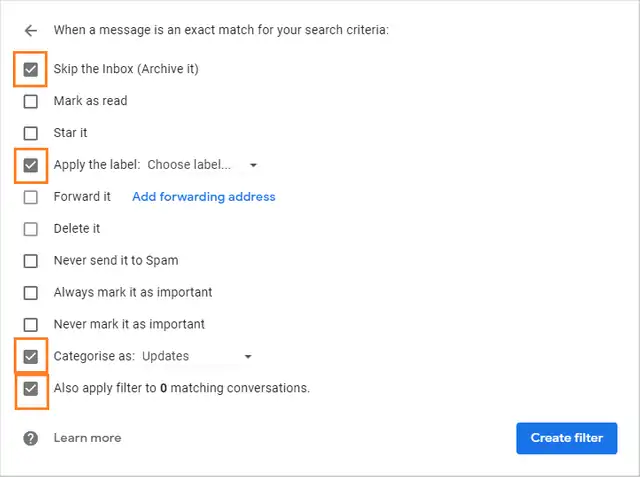 When a message is an exact match for your search criteria:
Skip the Inbox (Archive it)
Mark as read
Star it
Apply the label: Choose label...
Forward it Add forwarding address
Delete it
Never send it to Spam
Always mark it as important
Never mark it as important
Categorise as: Updates
Also apply filter to 0 matching conversations.
? Learn more Create filter